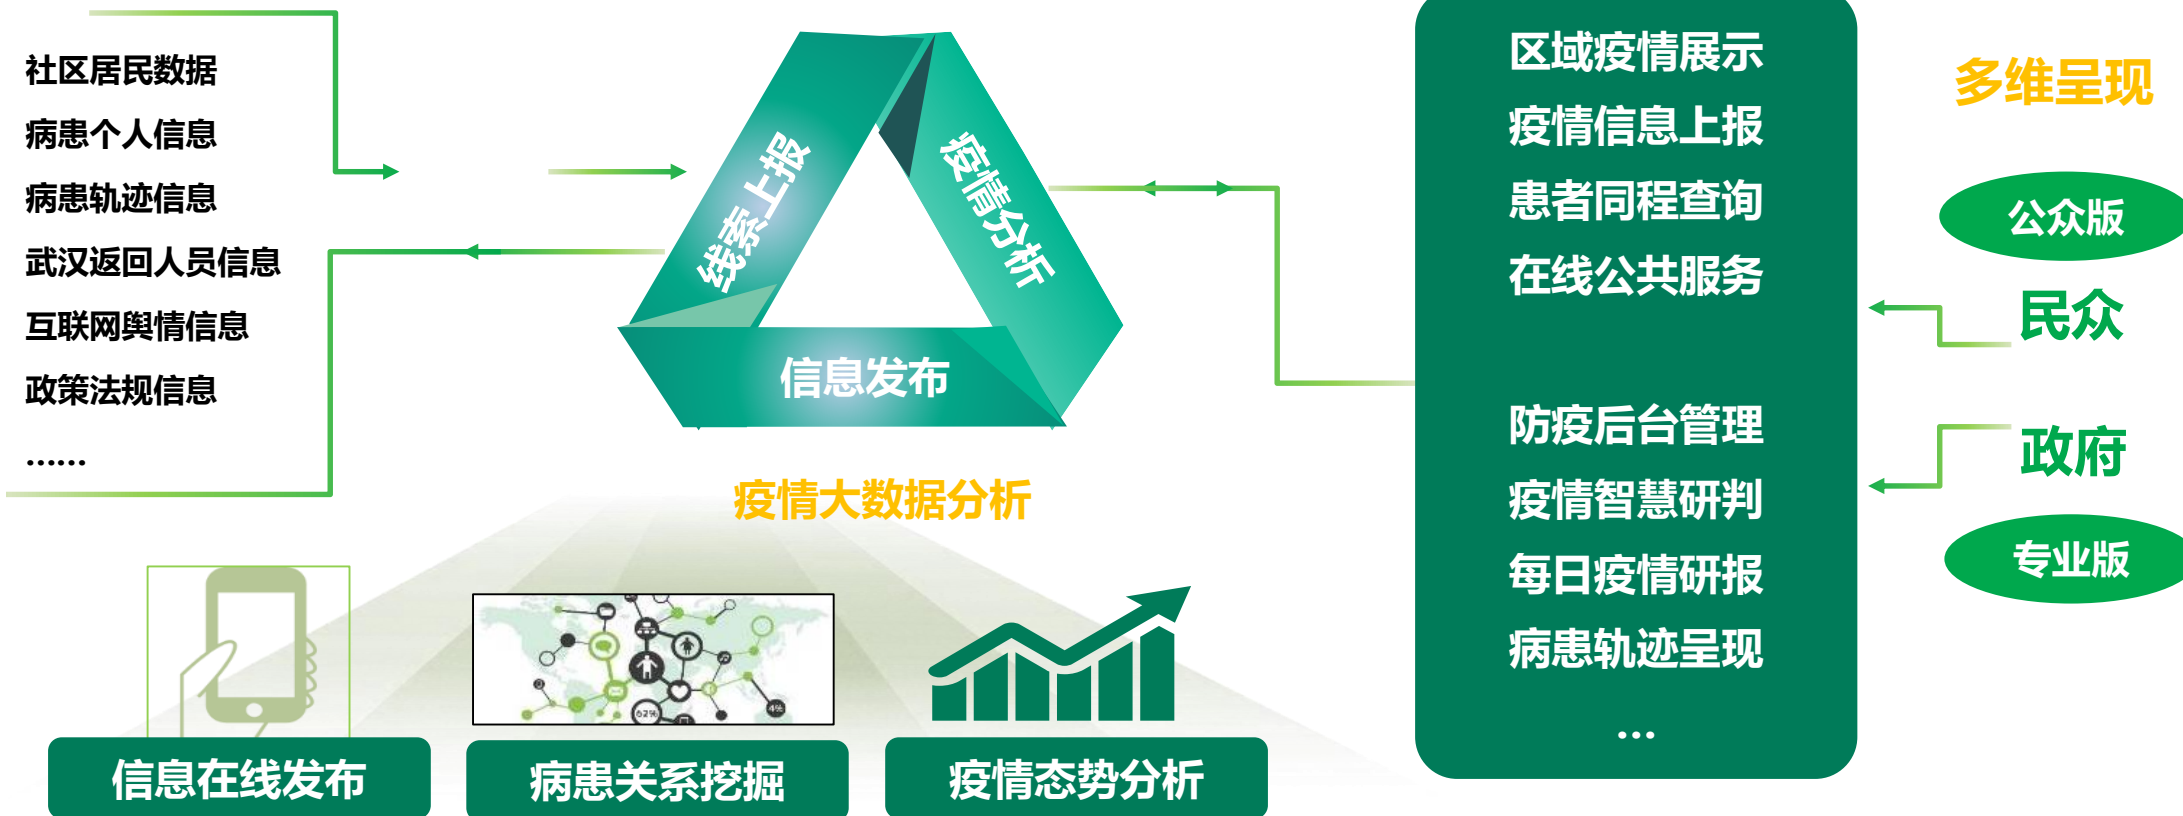 社区居民数据
病患个人信息
病患轨迹信息
武汉返回人员信息
互联网舆情信息
政策法规信息
……
线索上报
疫情分析
信息发布
疫情大数据分析
62%
4%
信息在线发布
病患关系挖掘
疫情态势分析
区域疫情展示
疫情信息上报
患者同程查询
在线公共服务
防疫后台管理
疫情智慧研判
每日疫情研报
病患轨迹呈现
...
多维呈现
公众版
民众
政府
专业版